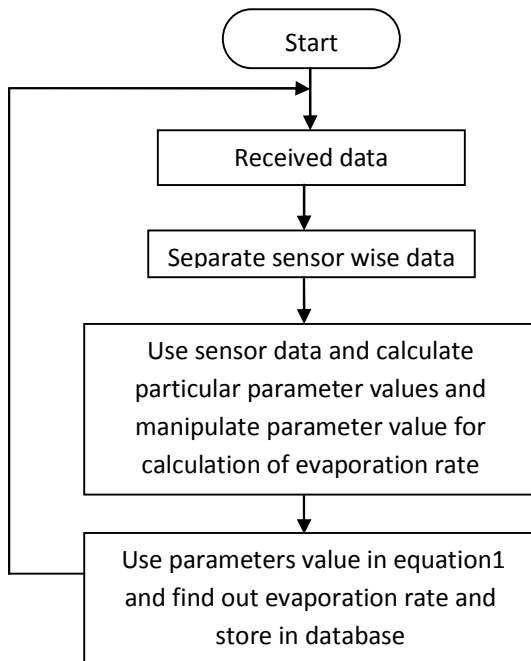 Start
Received data
Separate sensor wise data
Use sensor data and calculate
particular parameter values and
manipulate parameter value for
calculation of evaporation rate
Use parameters value in equation1
and find out evaporation rate and
store in database